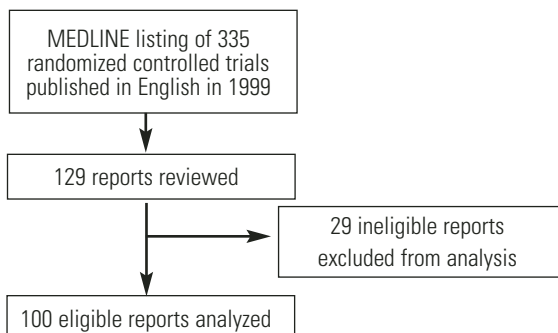 MEDLINE listing of 335
randomized controlled trials
published in English in 1999
129 reports reviewed
29 ineligible reports
excluded from analysis
100 eligible reports analyzed